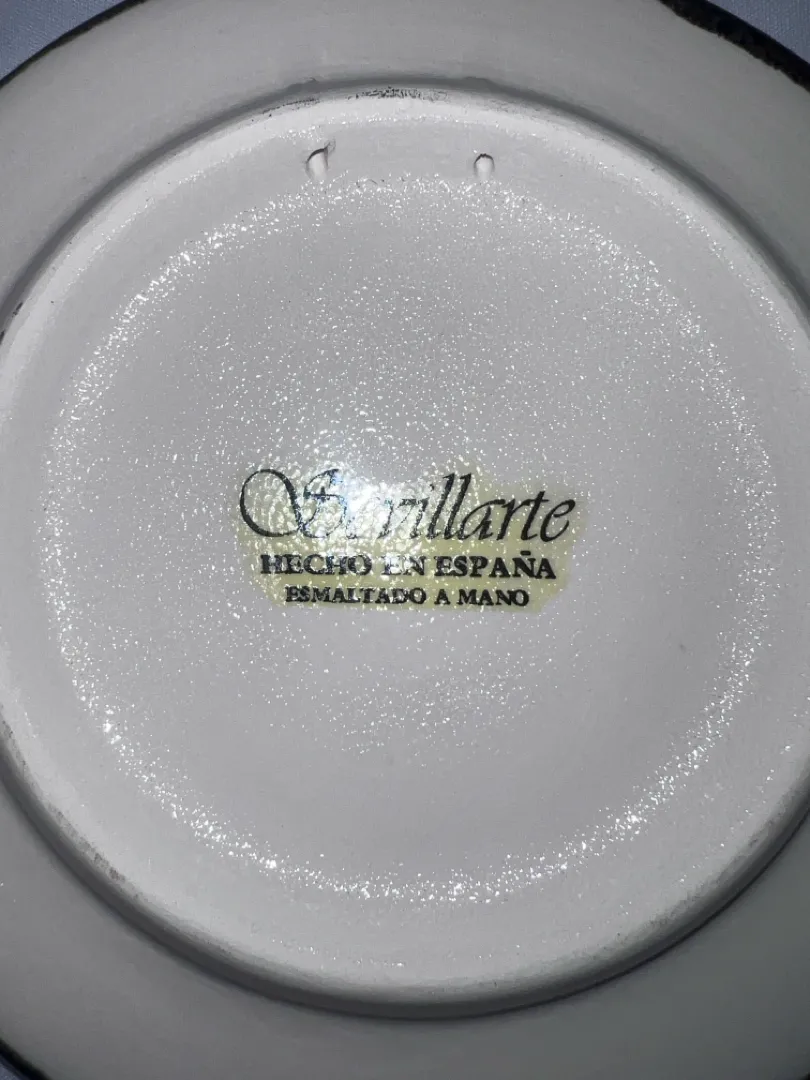 Sevillarte
HECHO EN ESPAÑA
ESMALTADO A MANO